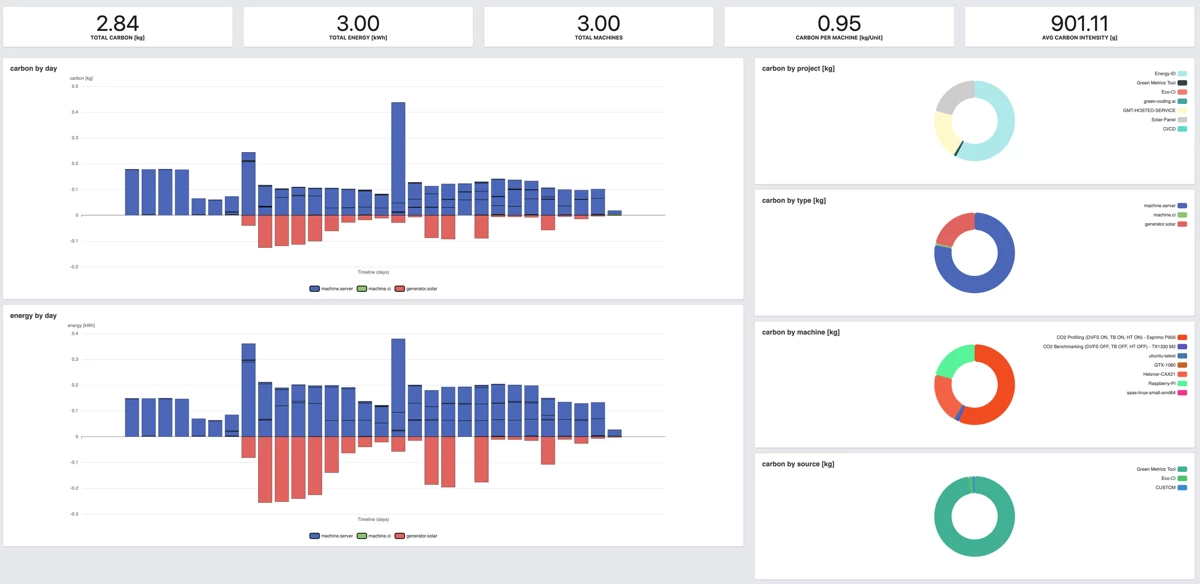 2.84
TOTAL CARBON [kg]
3.00
TOTAL ENERGY [kWh]
3.00
TOTAL MACHINES
0.95
CARBON PER MACHINE [kg/Unit]
901.11
AVG CARBON INTENSITY [g]
carbon by day
carbon [kg]
0.5
0.4
0.3
0.2
0.1
0
-0.1
-0.2
Timeline (days)
machine.server machine.ci generator.solar
energy by day
energy [kWh]
0.4
0.3
0.2
0.1
0
-0.1
-0.2
-0.3
Timeline (days)
machine.server machine.ci generator.solar
carbon by project [kg]
Energy-ID
Green Metrics Tool
Eco-CI
green-coding.ai
GMT-HOSTED-SERVICE
Solar-Panel
CI/CD
carbon by type [kg]
machine.server
machine.ci
generator.solar
carbon by machine [kg]
CO2 Profiling (DVFS ON, TB ON, HT ON) - Esprimo P956
CO2 Benchmarking (DVFS OFF, TB OFF, HT OFF) - TX1330 M2
ubuntu-latest
GTX-1080
Hetzner-CAX21
Raspberry-PI
saas-linux-small-amd64
carbon by source [kg]
Green Metrics Tool
Eco-CI
CUSTOM